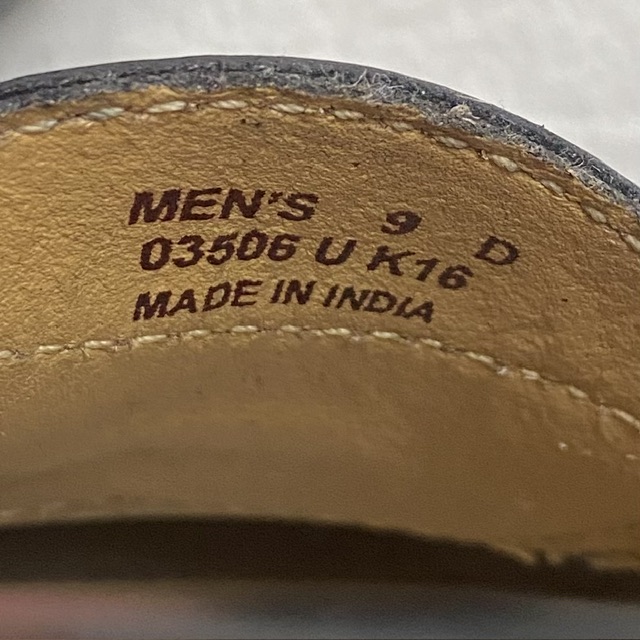 MEN'S 9 D
03506 U K16
MADE IN INDIA